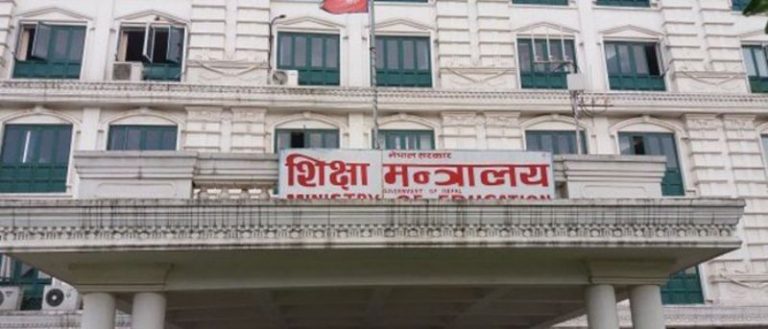 नेपाल सरकार
शिक्षा मन्त्रालय
GOVERNMENT OF NEPAL
MINISTRY OF EDUCATION